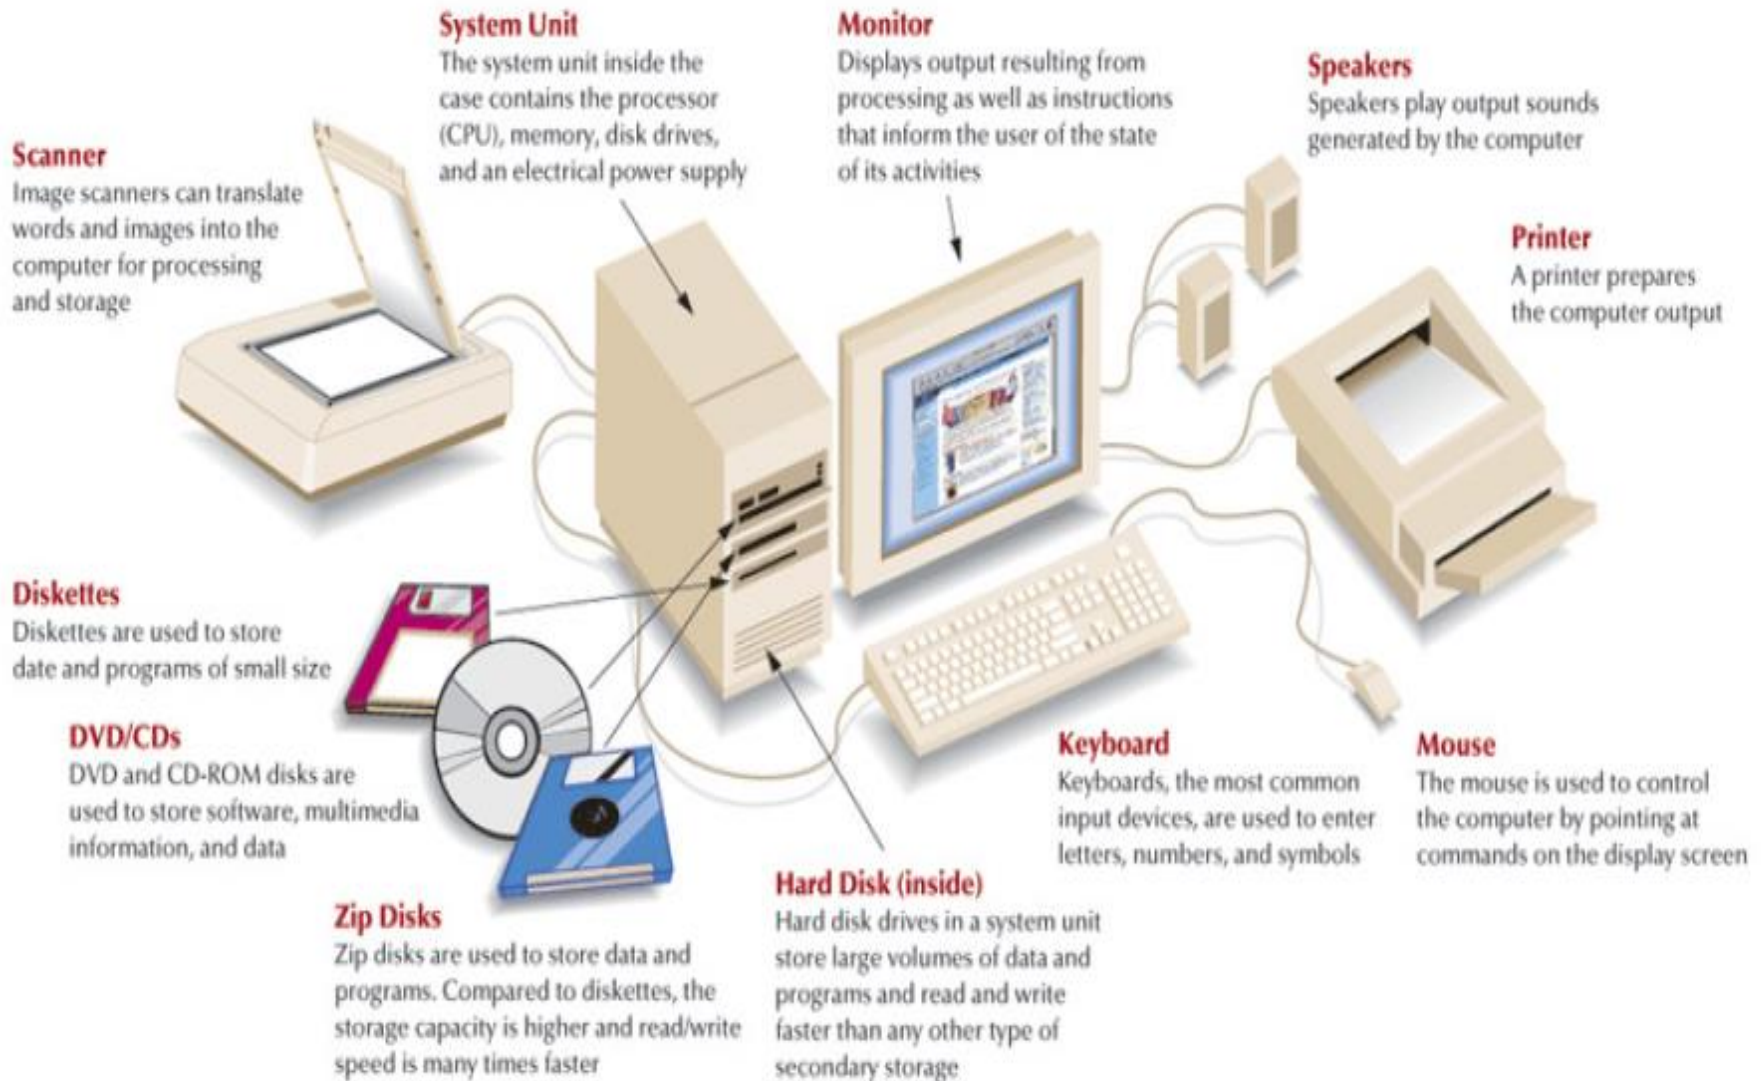 System Unit
The system unit inside the
case contains the processor
(CPU), memory, disk drives,
and an electrical power supply
Monitor
Displays output resulting from
processing as well as instructions
that inform the user of the state
of its activities
Speakers
Speakers play output sounds
generated by the computer
Scanner
Image scanners can translate
words and images into the
computer for processing
and storage
Printer
A printer prepares
the computer output
Diskettes
Diskettes are used to store
date and programs of small size
DVD/CDs
DVD and CD-ROM disks are
used to store software, multimedia
information, and data
Zip Disks
Zip disks are used to store data and
programs. Compared to diskettes, the
storage capacity is higher and read/write
speed is many times faster
Hard Disk (inside)
Hard disk drives in a system unit
store large volumes of data and
programs and read and write
faster than any other type of
secondary storage
Keyboard
Keyboards, the most common
input devices, are used to enter
letters, numbers, and symbols
Mouse
The mouse is used to control
the computer by pointing at
commands on the display screen